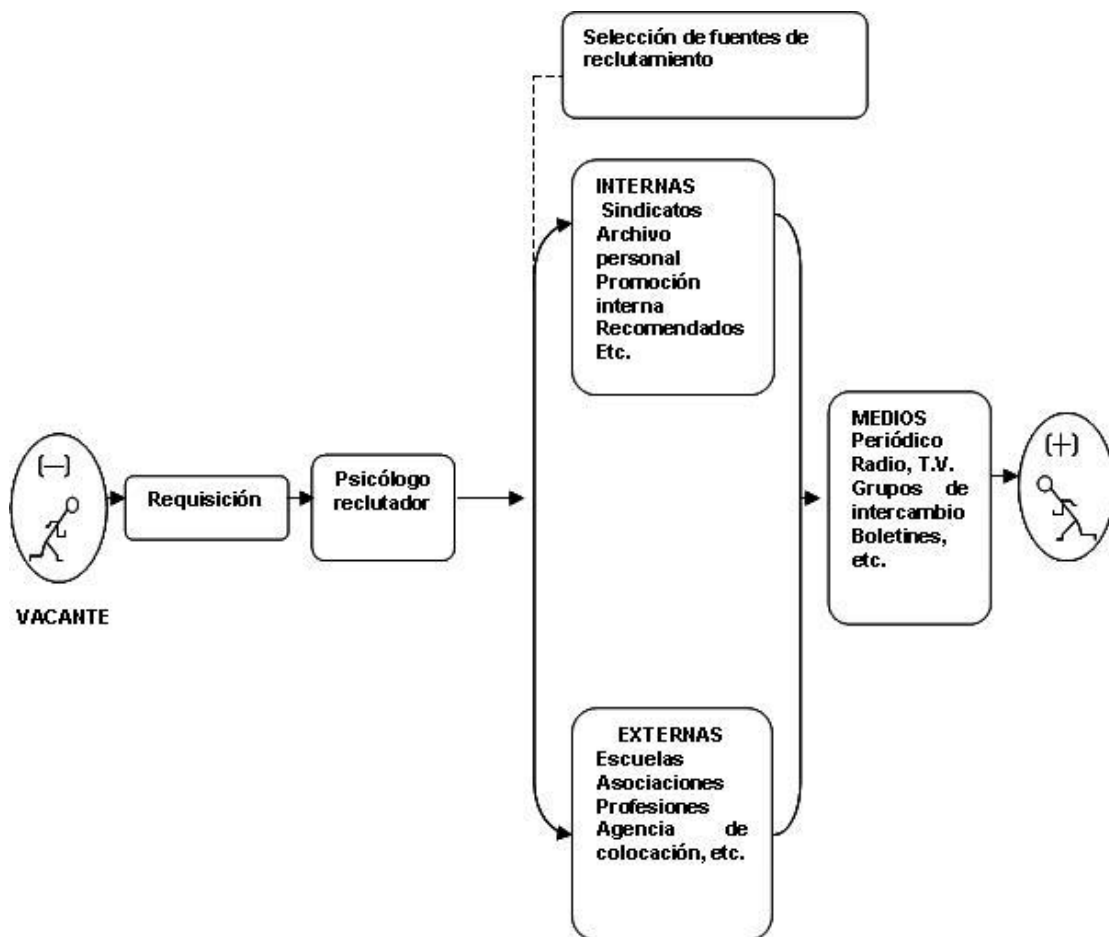 Selección de fuentes de
reclutamiento
INTERNAS
Sindicatos
Archivo
personal
Promoción
interna
Recomendados
Etc.
(—)
VACANTE
Requisición
Psicólogo
reclutador
MEDIOS
Periódico
Radio, T.V.
Grupos de
intercambio
Boletines,
etc.
(+)
EXTERNAS
Escuelas
Asociaciones
Profesiones
Agencia de
colocación, etc.